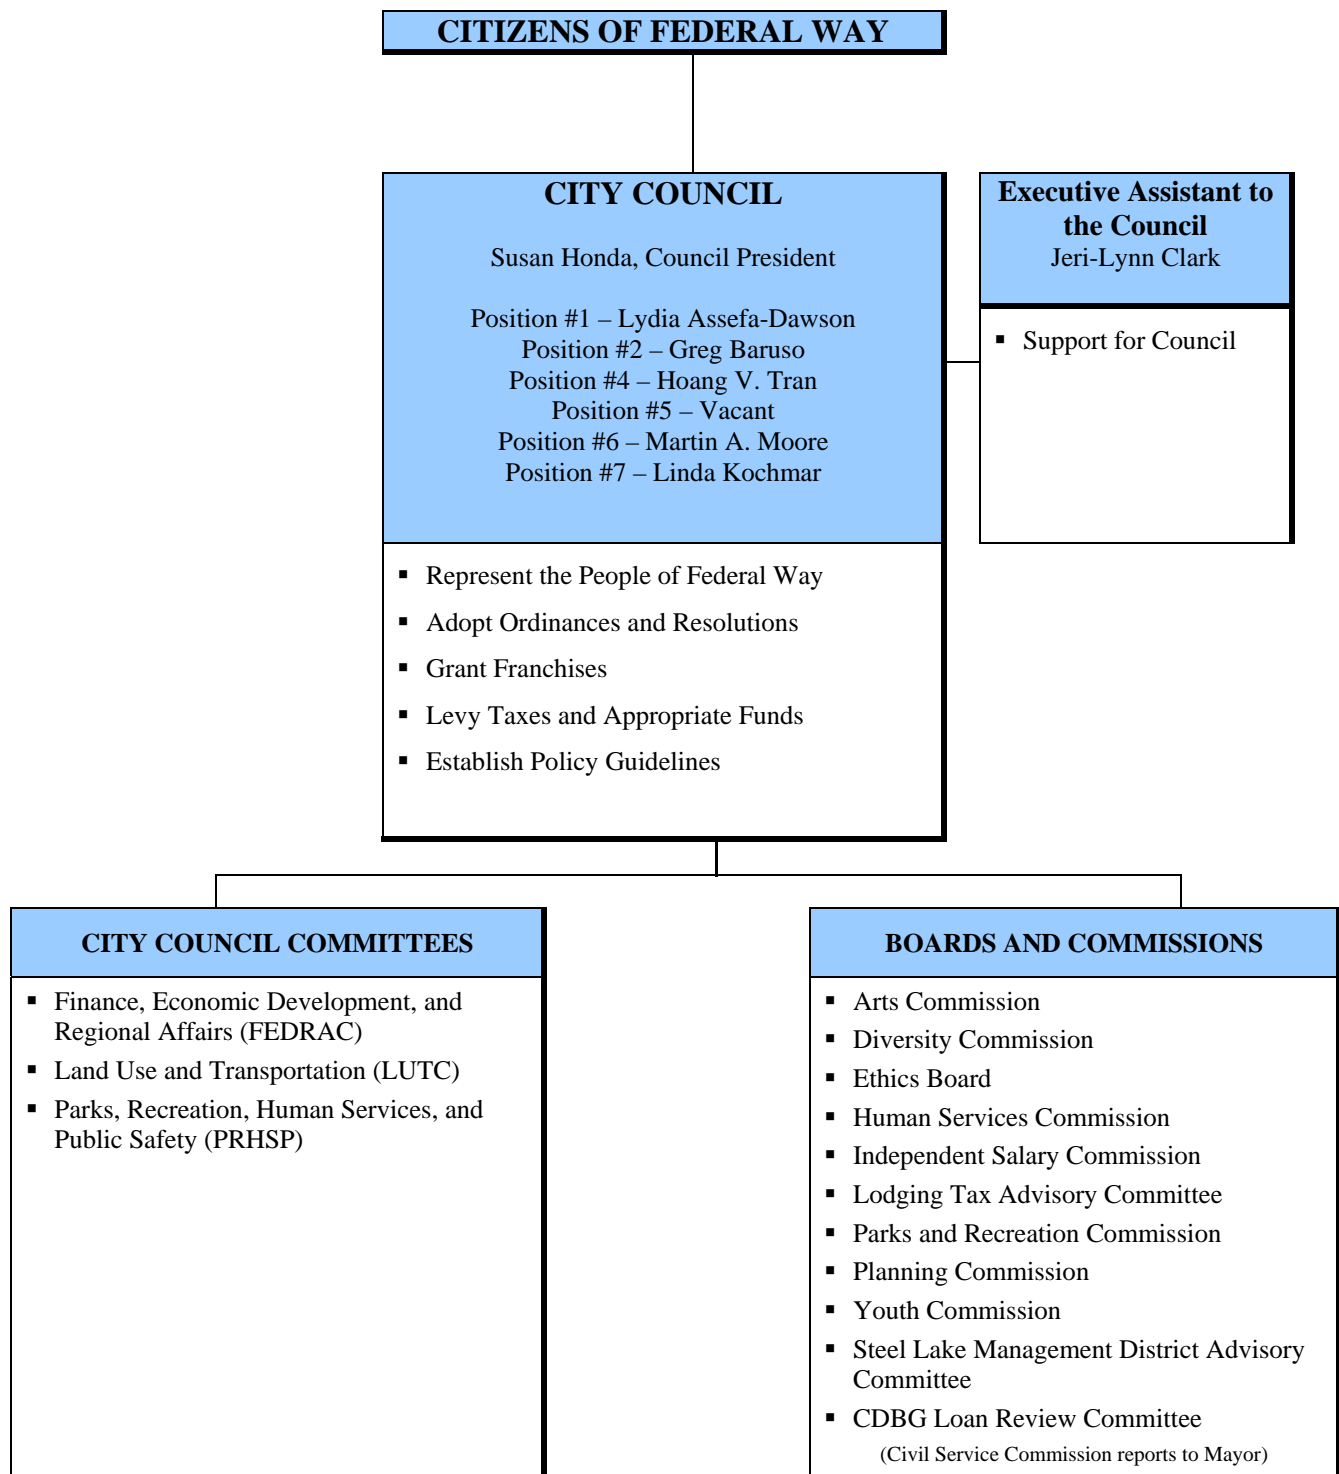 CITIZENS OF FEDERAL WAY
CITY COUNCIL
Susan Honda, Council President
Position #1 – Lydia Assefa-Dawson
Position #2 – Greg Baruso
Position #4 – Hoang V. Tran
Position #5 – Vacant
Position #6 – Martin A. Moore
Position #7 – Linda Kochmar
▪ Represent the People of Federal Way
▪ Adopt Ordinances and Resolutions
▪ Grant Franchises
▪ Levy Taxes and Appropriate Funds
▪ Establish Policy Guidelines
Executive Assistant to
the Council
Jeri-Lynn Clark
▪ Support for Council
CITY COUNCIL COMMITTEES
▪ Finance, Economic Development, and
Regional Affairs (FEDRAC)
▪ Land Use and Transportation (LUTC)
▪ Parks, Recreation, Human Services, and
Public Safety (PRHSP)
BOARDS AND COMMISSIONS
▪ Arts Commission
▪ Diversity Commission
▪ Ethics Board
▪ Human Services Commission
▪ Independent Salary Commission
▪ Lodging Tax Advisory Committee
▪ Parks and Recreation Commission
▪ Planning Commission
▪ Youth Commission
▪ Steel Lake Management District Advisory
Committee
▪ CDBG Loan Review Committee
(Civil Service Commission reports to Mayor)